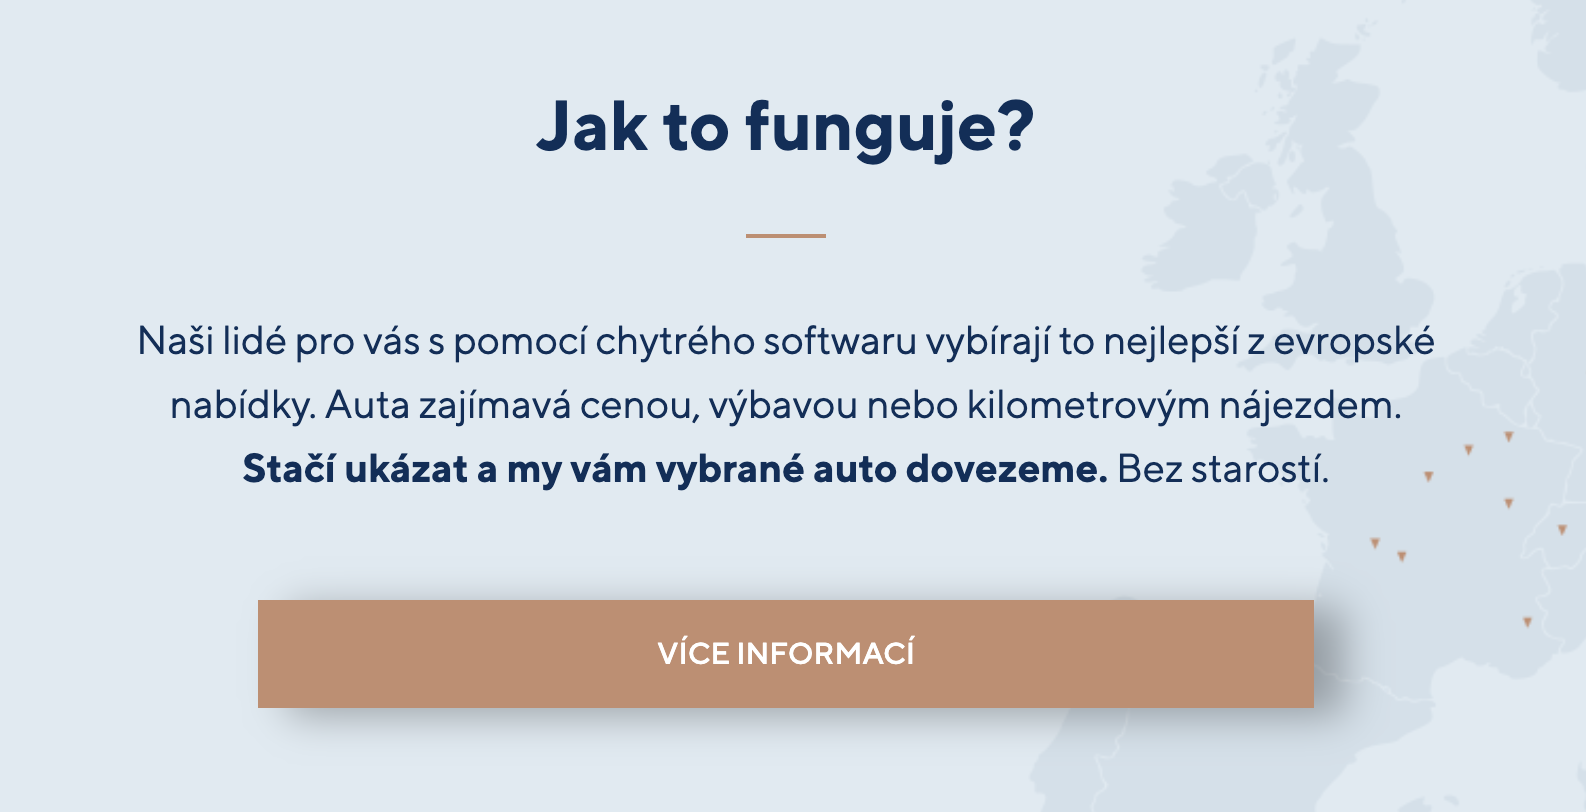 Jak to funguje?
Naši lidé pro vás s pomocí chytrého softwaru vybírají to nejlepší z evropské
nabídky. Auta zajímavá cenou, výbavou nebo kilometrovým nájezdem.
Stačí ukázat a my vám vybrané auto dovezeme. Bez starostí.
VÍCE INFORMACÍ